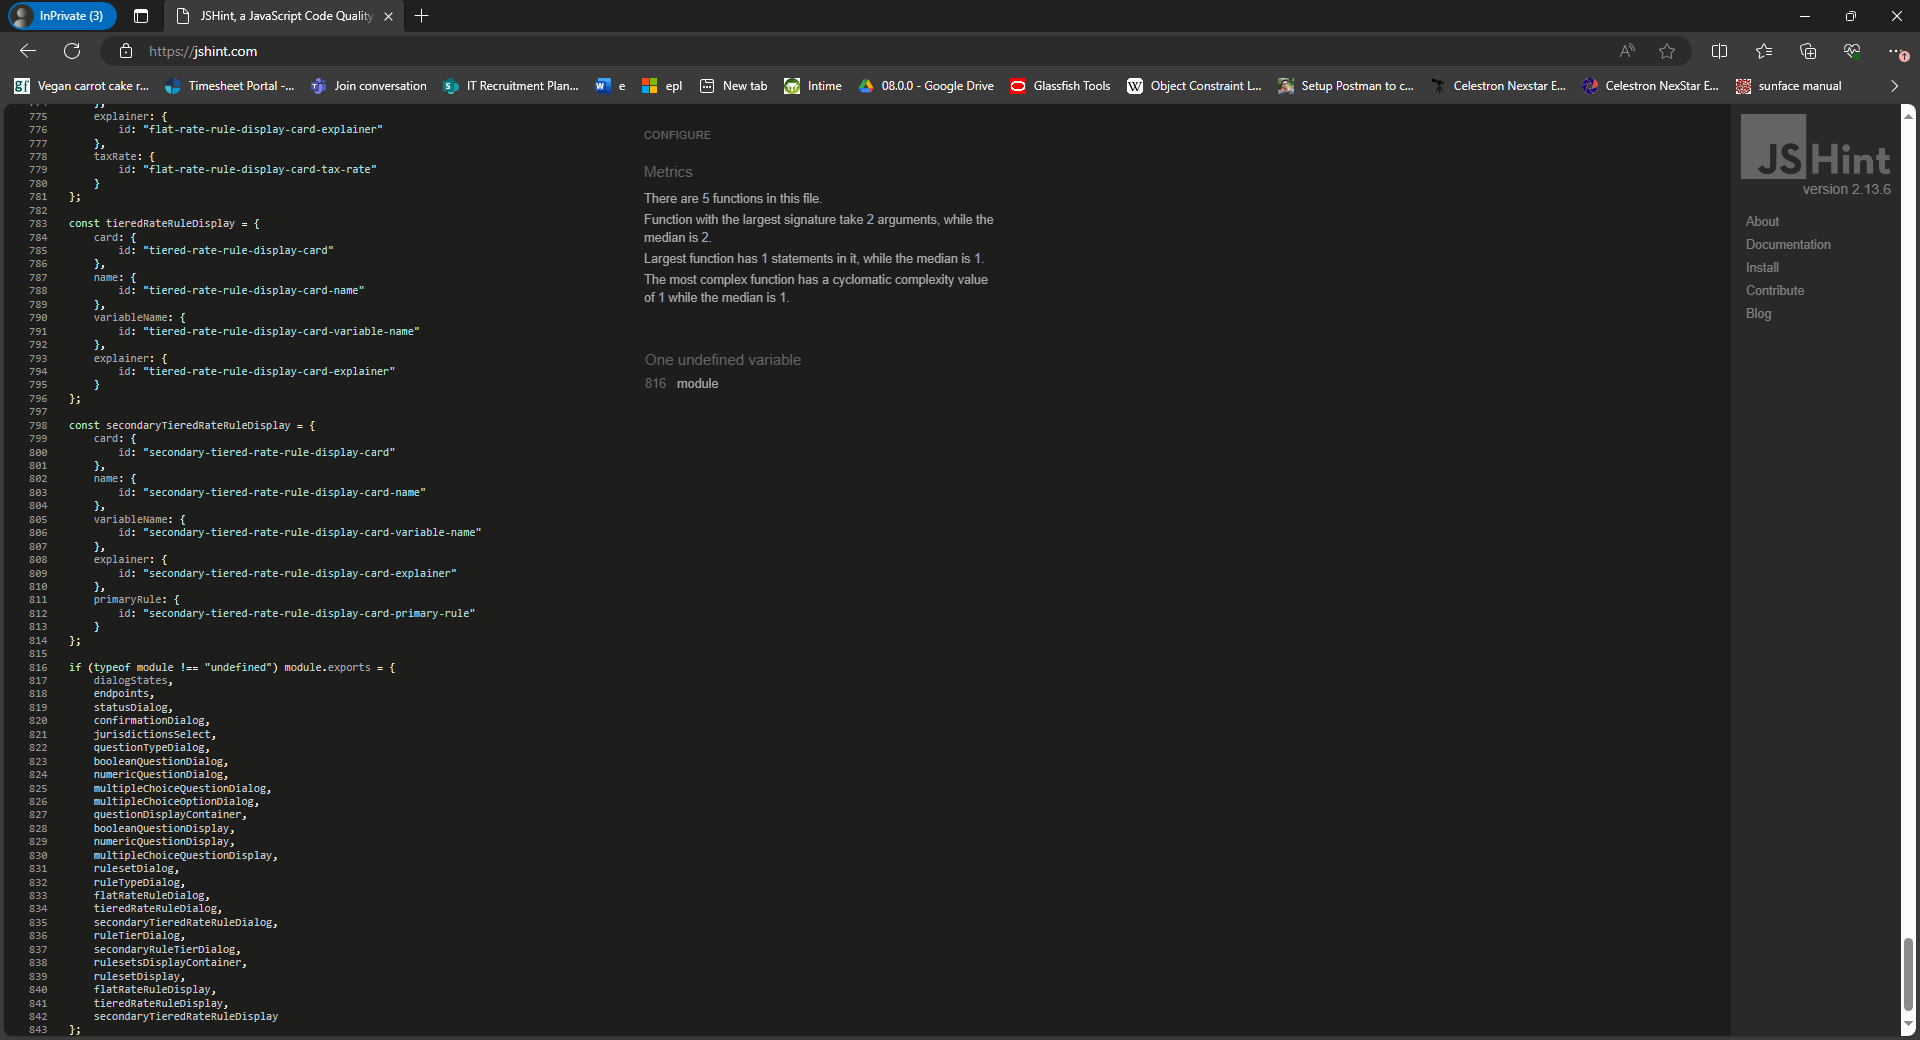 InPrivate (3)
JSHint, a JavaScript Code Quality
https://jshint.com
Vegan carrot cake r...
Timesheet Portal -...
Join conversation
IT Recruitment Plan...
e
epl
New tab
Intime
08.0.0 - Google Drive
Glassfish Tools
Object Constraint L...
Setup Postman to c...
Celestron Nexstar E...
Celestron NexStar E...
sunface manual
775 explainer: {
776 id: "flat-rate-rule-display-card-explainer"
777 },
778 taxRate: {
779 id: "flat-rate-rule-display-card-tax-rate"
780 }
781 };
782
783 const tieredRateRuleDisplay = {
784 card: {
785 id: "tiered-rate-rule-display-card"
786 },
787 name: {
788 id: "tiered-rate-rule-display-card-name"
789 },
790 variableName: {
791 id: "tiered-rate-rule-display-card-variable-name"
792 },
793 explainer: {
794 id: "tiered-rate-rule-display-card-explainer"
795 }
796 };
797
798 const secondaryTieredRateRuleDisplay = {
799 card: {
800 id: "secondary-tiered-rate-rule-display-card"
801 },
802 name: {
803 id: "secondary-tiered-rate-rule-display-card-name"
804 },
805 variableName: {
806 id: "secondary-tiered-rate-rule-display-card-variable-name"
807 },
808 explainer: {
809 id: "secondary-tiered-rate-rule-display-card-explainer"
810 },
811 primaryRule: {
812 id: "secondary-tiered-rate-rule-display-card-primary-rule"
813 }
814 };
815
816 if (typeof module !== "undefined") module.exports = {
817 dialogStates,
818 endpoints,
819 statusDialog,
820 confirmationDialog,
821 jurisdictionsSelect,
822 questionTypeDialog,
823 booleanQuestionDialog,
824 numericQuestionDialog,
825 multipleChoiceQuestionDialog,
826 multipleChoiceOptionDialog,
827 questionDisplayContainer,
828 booleanQuestionDisplay,
829 numericQuestionDisplay,
830 multipleChoiceQuestionDisplay,
831 rulesetDialog,
832 ruleTypeDialog,
833 flatRateRuleDialog,
834 tieredRateRuleDialog,
835 secondaryTieredRateRuleDialog,
836 ruleTierDialog,
837 secondaryRuleTierDialog,
838 rulesetsDisplayContainer,
839 rulesetDisplay,
840 flatRateRuleDisplay,
841 tieredRateRuleDisplay,
842 secondaryTieredRateRuleDisplay
843 };
CONFIGURE
Metrics
There are 5 functions in this file.
Function with the largest signature take 2 arguments, while the
median is 2.
Largest function has 1 statements in it, while the median is 1.
The most complex function has a cyclomatic complexity value
of 1 while the median is 1.
One undefined variable
816 module
JSHint
version 2.13.6
About
Documentation
Install
Contribute
Blog